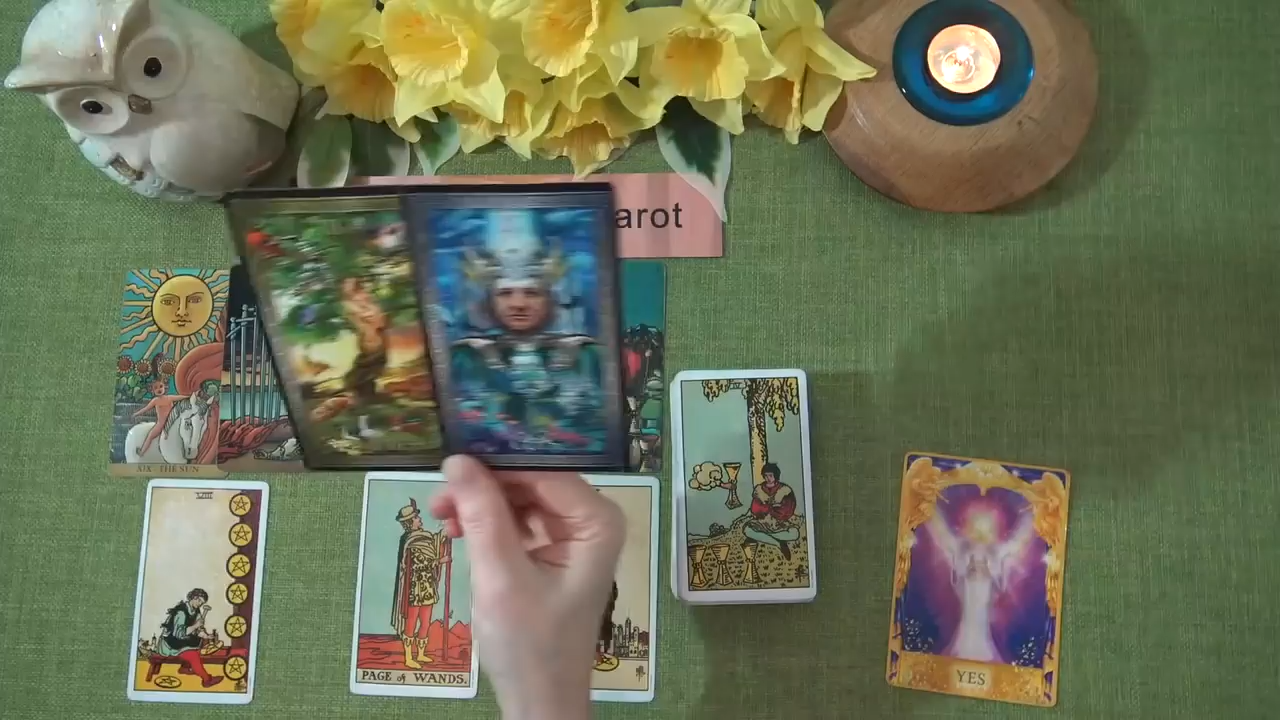 arot
XIX THE SUN
PAGE of WANDS.
YES